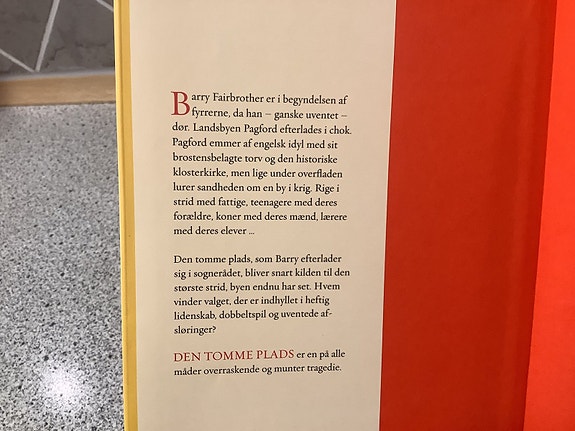 Barry Fairbrother er i begyndelsen af
fyrrerne, da han – ganske uventet –
dør. Landsbyen Pagford efterlades i chok.
Pagford emmer af engelsk idyl med sit
brostensbelagte torv og den historiske
klosterkirke, men lige under overfladen
lurer sandheden om en by i krig. Rige i
strid med fattige, teenagere med deres
forældre, koner med deres mænd, lærere
med deres elever ...
Den tomme plads, som Barry efterlader
sig i sognerådet, bliver snart kilden til den
største strid, byen endnu har set. Hvem
vinder valget, der er indhyllet i heftig
lidenskab, dobbeltspil og uventede af-
sløringer?
DEN TOMME PLADS er en på alle
måder overraskende og munter tragedie.